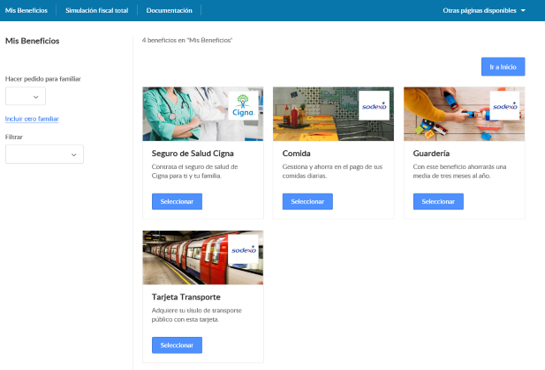 Mis Beneficios
Simulación fiscal total
Documentación
Otras páginas disponibles
Mis Beneficios
4 beneficios en "Mis Beneficios"
Ir a Inicio
Hacer pedido para familiar
Incluir otro familiar
Filtrar
Cigna
sodexo
sodexo
Seguro de Salud Cigna
Contrata el seguro de salud de
Cigna para ti y tu familia.
Seleccionar
Comida
Gestiona y ahorra en el pago de tus
comidas diarias.
Seleccionar
Guardería
Con este beneficio ahorrarás una
media de tres meses al año.
Seleccionar
sodexo
Tarjeta Transporte
Adquiere tu título de transporte
público con esta tarjeta.
Seleccionar